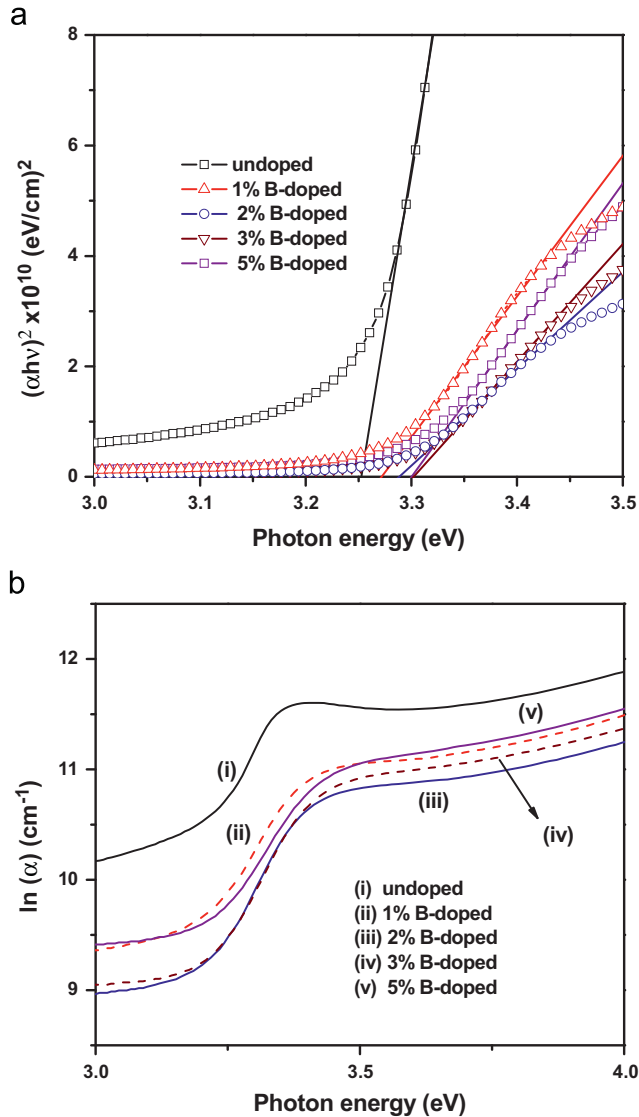 a
8
6
4
2
0
(αhν)² x10¹⁰ (eV/cm)²
undoped
1% B-doped
2% B-doped
3% B-doped
5% B-doped
3.0 3.1 3.2 3.3 3.4 3.5
Photon energy (eV)
b
12
11
10
9
ln (α) (cm⁻¹)
(i)
(ii)
(v)
(iii)
(iv)
(i) undoped
(ii) 1% B-doped
(iii) 2% B-doped
(iv) 3% B-doped
(v) 5% B-doped
3.0 3.5 4.0
Photon energy (eV)